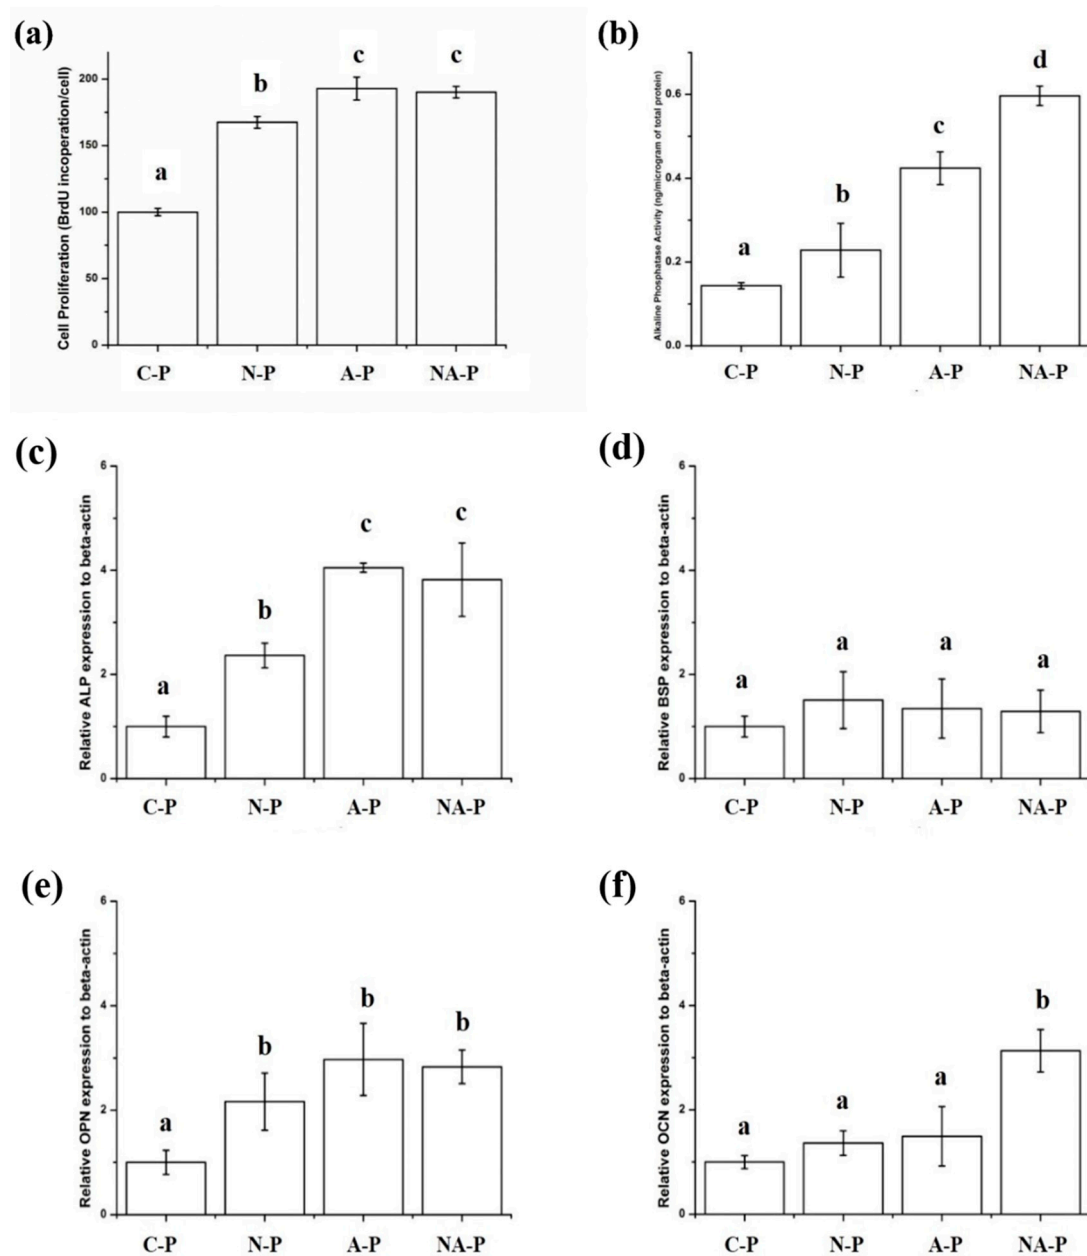 (a)
Cell Proliferation (BrdU incoperation/cell)
200
150
100
50
0
a
b
c
c
C-P N-P A-P NA-P
(b)
Alkaline Phosphatase Activity (ng/microgram of total protein)
0.6
0.4
0.2
0.0
a
b
c
d
C-P N-P A-P NA-P
(c)
Relative ALP expression to beta-actin
6
4
2
0
a
b
c
c
C-P N-P A-P NA-P
(d)
Relative BSP expression to beta-actin
6
4
2
0
a
a
a
a
C-P N-P A-P NA-P
(e)
Relative OPN expression to beta-actin
6
4
2
0
a
b
b
b
C-P N-P A-P NA-P
(f)
Relative OCN expression to beta-actin
6
4
2
0
a
a
a
b
C-P N-P A-P NA-P